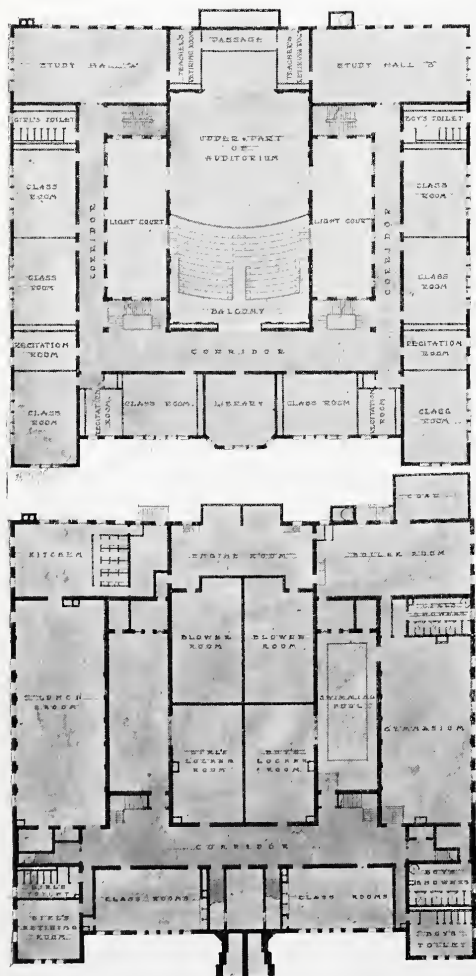 PASSAGE
STUDY HALL "A"
TEACHER'S
RETIRING ROOM
TEACHER'S
RETIRING ROOM
STUDY HALL "B"
GIRL'S TOILET
UPPER PART
OF
AUDITORIUM
BOY'S TOILET
CLASS
ROOM
CORRIDOR
LIGHT COURT
LIGHT COURT
CORRIDOR
CLASS
ROOM
CLASS
ROOM
CLASS
ROOM
BALCONY
RECITATION
ROOM
CORRIDOR
RECITATION
ROOM
CLASS
ROOM
RECITATION
ROOM
CLASS ROOM
LIBRARY
CLASS ROOM
RECITATION
ROOM
CLASS
ROOM
COAL
KITCHEN
ENGINE ROOM
BOILER ROOM
GIRL'S
SHOWERS
BLOWER
ROOM
BLOWER
ROOM
LUNCH
ROOM
SWIMMING
POOL
GYMNASIUM
GIRL'S
LOCKER
ROOM
BOY'S
LOCKER
ROOM
CORRIDOR
GIRL'S
TOILET
CLASS ROOMS
CLASS ROOMS
BOYS
SHOWERS
GIRL'S
RETIRING
ROOM
BOY'S
TOILET